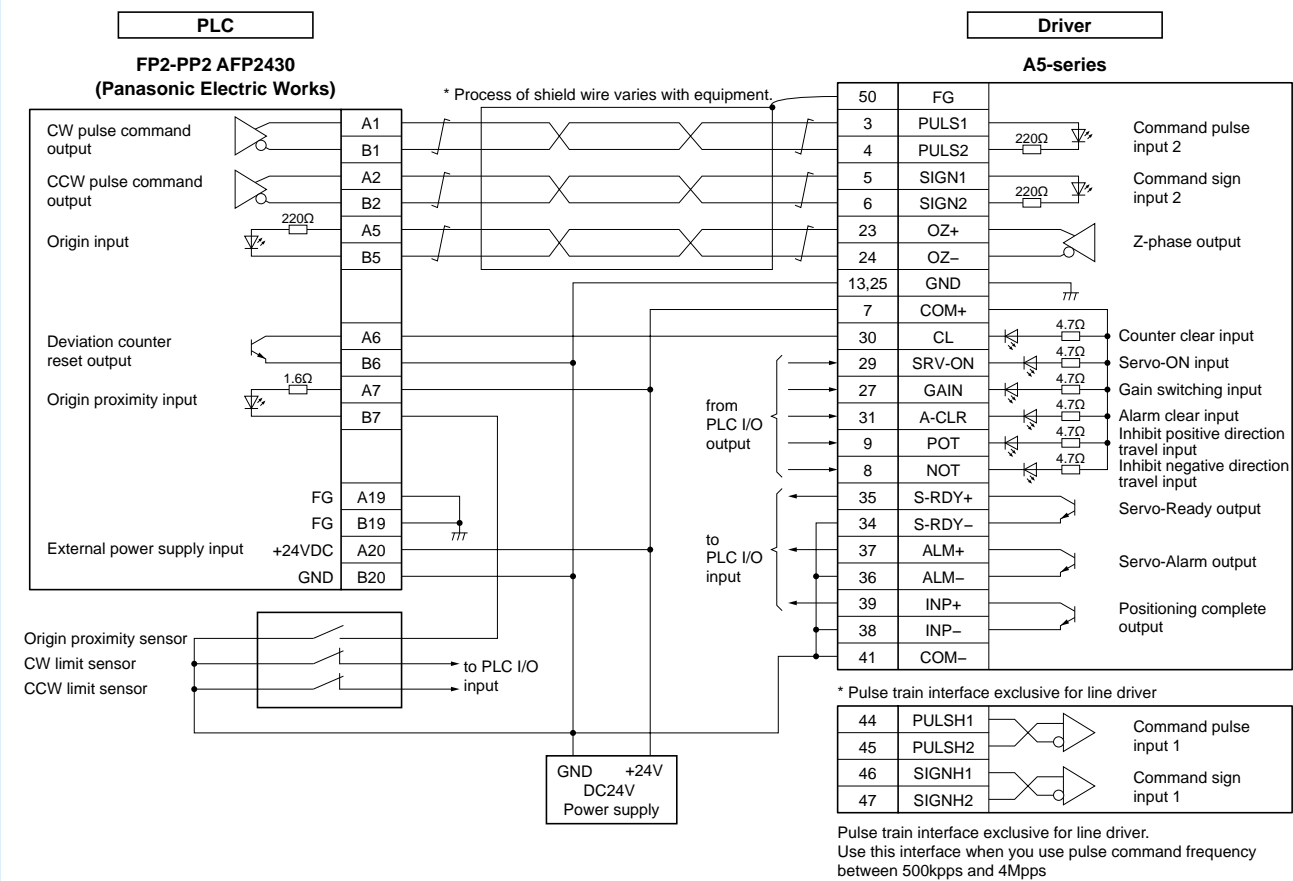 PLC
Driver
FP2-PP2 AFP2430
(Panasonic Electric Works)
A5-series
* Process of shield wire varies with equipment.
CW pulse command
output
A1
B1
CCW pulse command
output
A2
B2
220Ω
Origin input
A5
B5
Deviation counter
reset output
A6
B6
1.6Ω
Origin proximity input
A7
B7
FG A19
FG B19
External power supply input +24VDC A20
GND B20
Origin proximity sensor
CW limit sensor
CCW limit sensor
to PLC I/O
input
GND +24V
DC24V
Power supply
from
PLC I/O
output
to
PLC I/O
input
50 FG
3 PULS1
4 PULS2
220Ω
Command pulse
input 2
5 SIGN1
6 SIGN2
220Ω
Command sign
input 2
23 OZ+
24 OZ–
Z-phase output
13,25 GND
7 COM+
30 CL 4.7Ω Counter clear input
29 SRV-ON 4.7Ω Servo-ON input
27 GAIN 4.7Ω Gain switching input
31 A-CLR 4.7Ω Alarm clear input
9 POT 4.7Ω Inhibit positive direction
travel input
8 NOT 4.7Ω Inhibit negative direction
travel input
35 S-RDY+
34 S-RDY–
Servo-Ready output
37 ALM+
36 ALM–
Servo-Alarm output
39 INP+
38 INP–
Positioning complete
output
41 COM–
* Pulse train interface exclusive for line driver
44 PULSH1
45 PULSH2
Command pulse
input 1
46 SIGNH1
47 SIGNH2
Command sign
input 1
Pulse train interface exclusive for line driver.
Use this interface when you use pulse command frequency
between 500kpps and 4Mpps